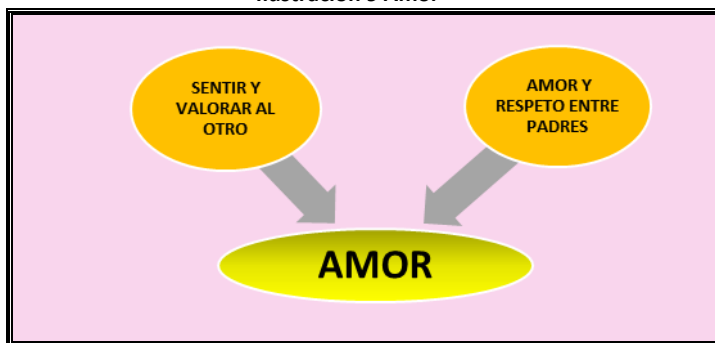 SENTIR Y
VALORAR AL
OTRO
AMOR Y
RESPETO ENTRE
PADRES
AMOR